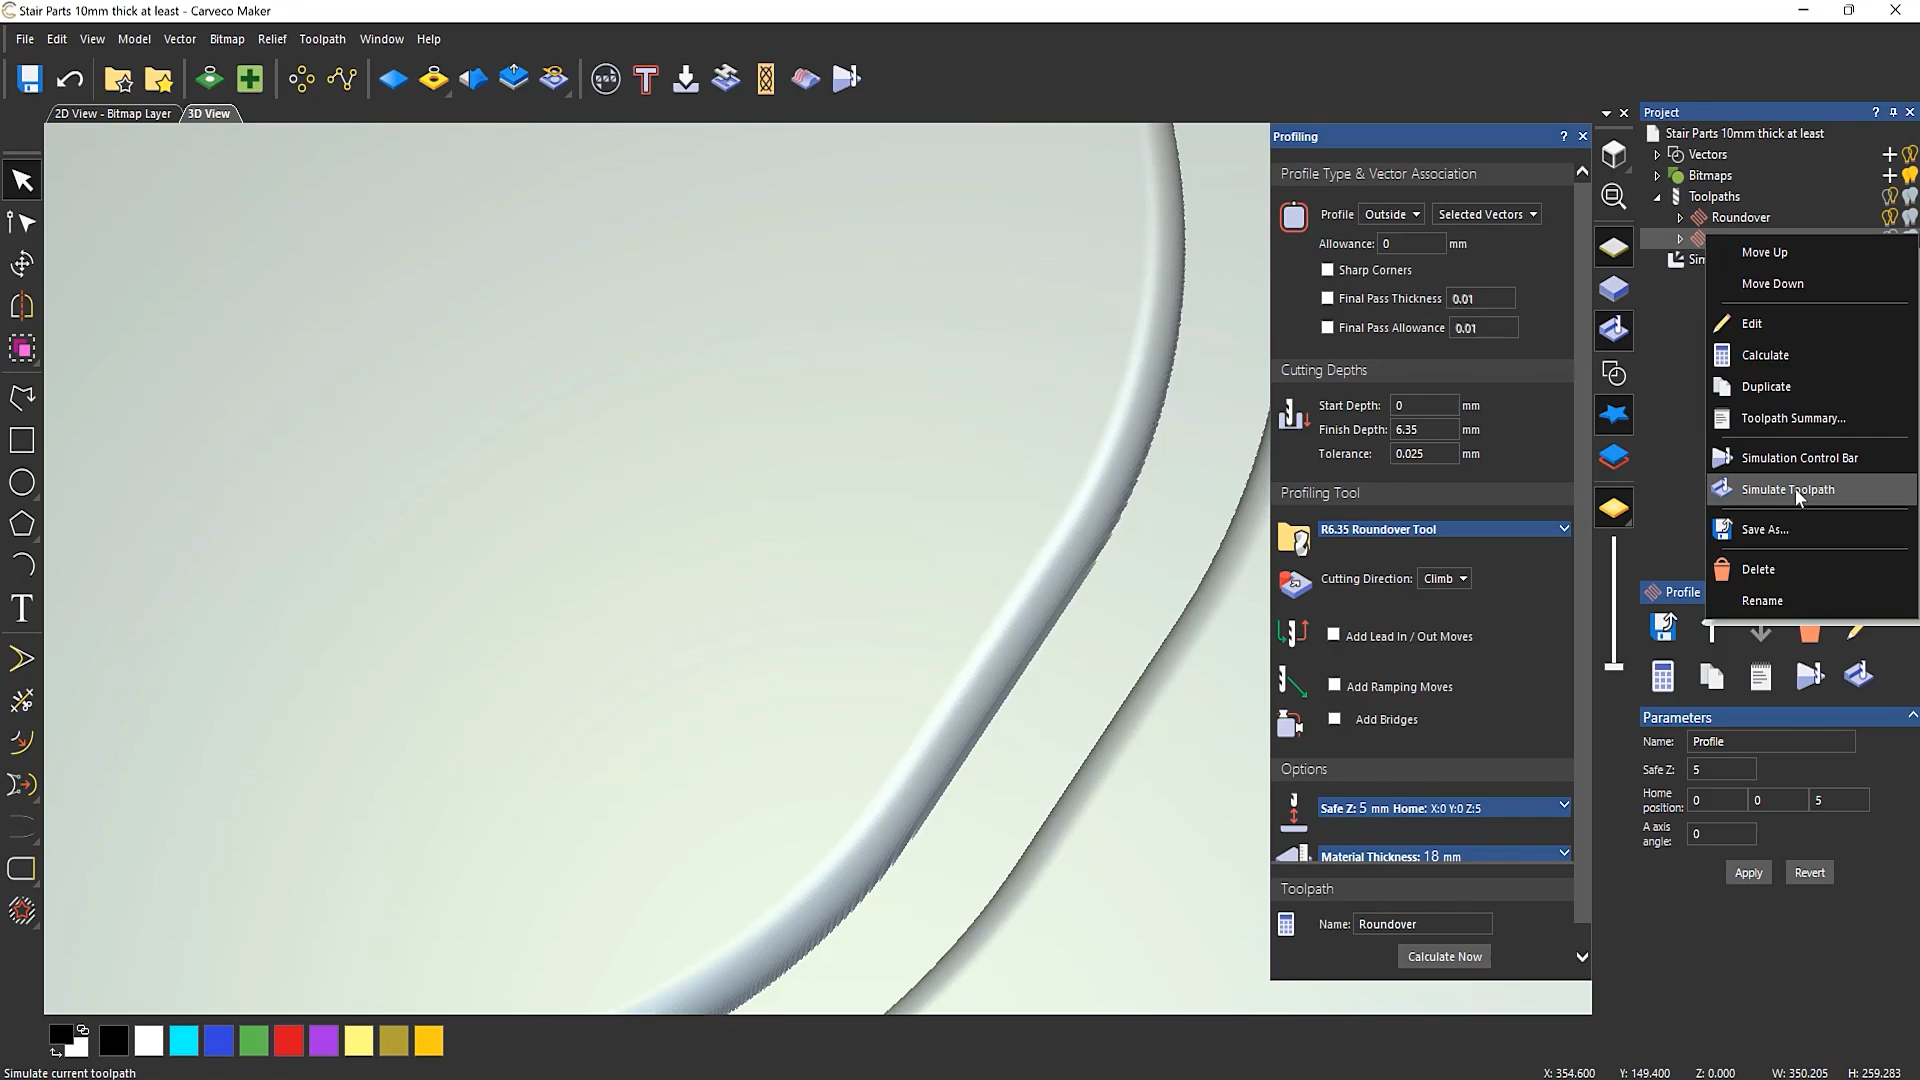 Stair Parts 10mm thick at least - Carveco Maker
File Edit View Model Vector Bitmap Relief Toolpath Window Help
2D View - Bitmap Layer 3D View
Profiling
Profile Type & Vector Association
Profile Outside Selected Vectors
Allowance: 0 mm
Sharp Corners
Final Pass Thickness 0.01
Final Pass Allowance 0.01
Cutting Depths
Start Depth: 0 mm
Finish Depth: 6.35 mm
Tolerance: 0.025 mm
Profiling Tool
R6.35 Roundover Tool
Cutting Direction: Climb
Add Lead In / Out Moves
Add Ramping Moves
Add Bridges
Options
Safe Z: 5 mm Home: X:0 Y:0 Z:5
Material Thickness: 18 mm
Toolpath
Name: Roundover
Calculate Now
Project
Stair Parts 10mm thick at least
Vectors
Bitmaps
Toolpaths
Roundover
Sim
Move Up
Move Down
Edit
Calculate
Duplicate
Toolpath Summary...
Simulation Control Bar
Simulate Toolpath
Save As...
Delete
Rename
Profile
Parameters
Name: Profile
Safe Z: 5
Home position: 0 0 5
A axis angle: 0
Apply Revert
Simulate current toolpath
X: 354.600 Y: 149.400 Z: 0.000 W: 350.205 H: 259.283